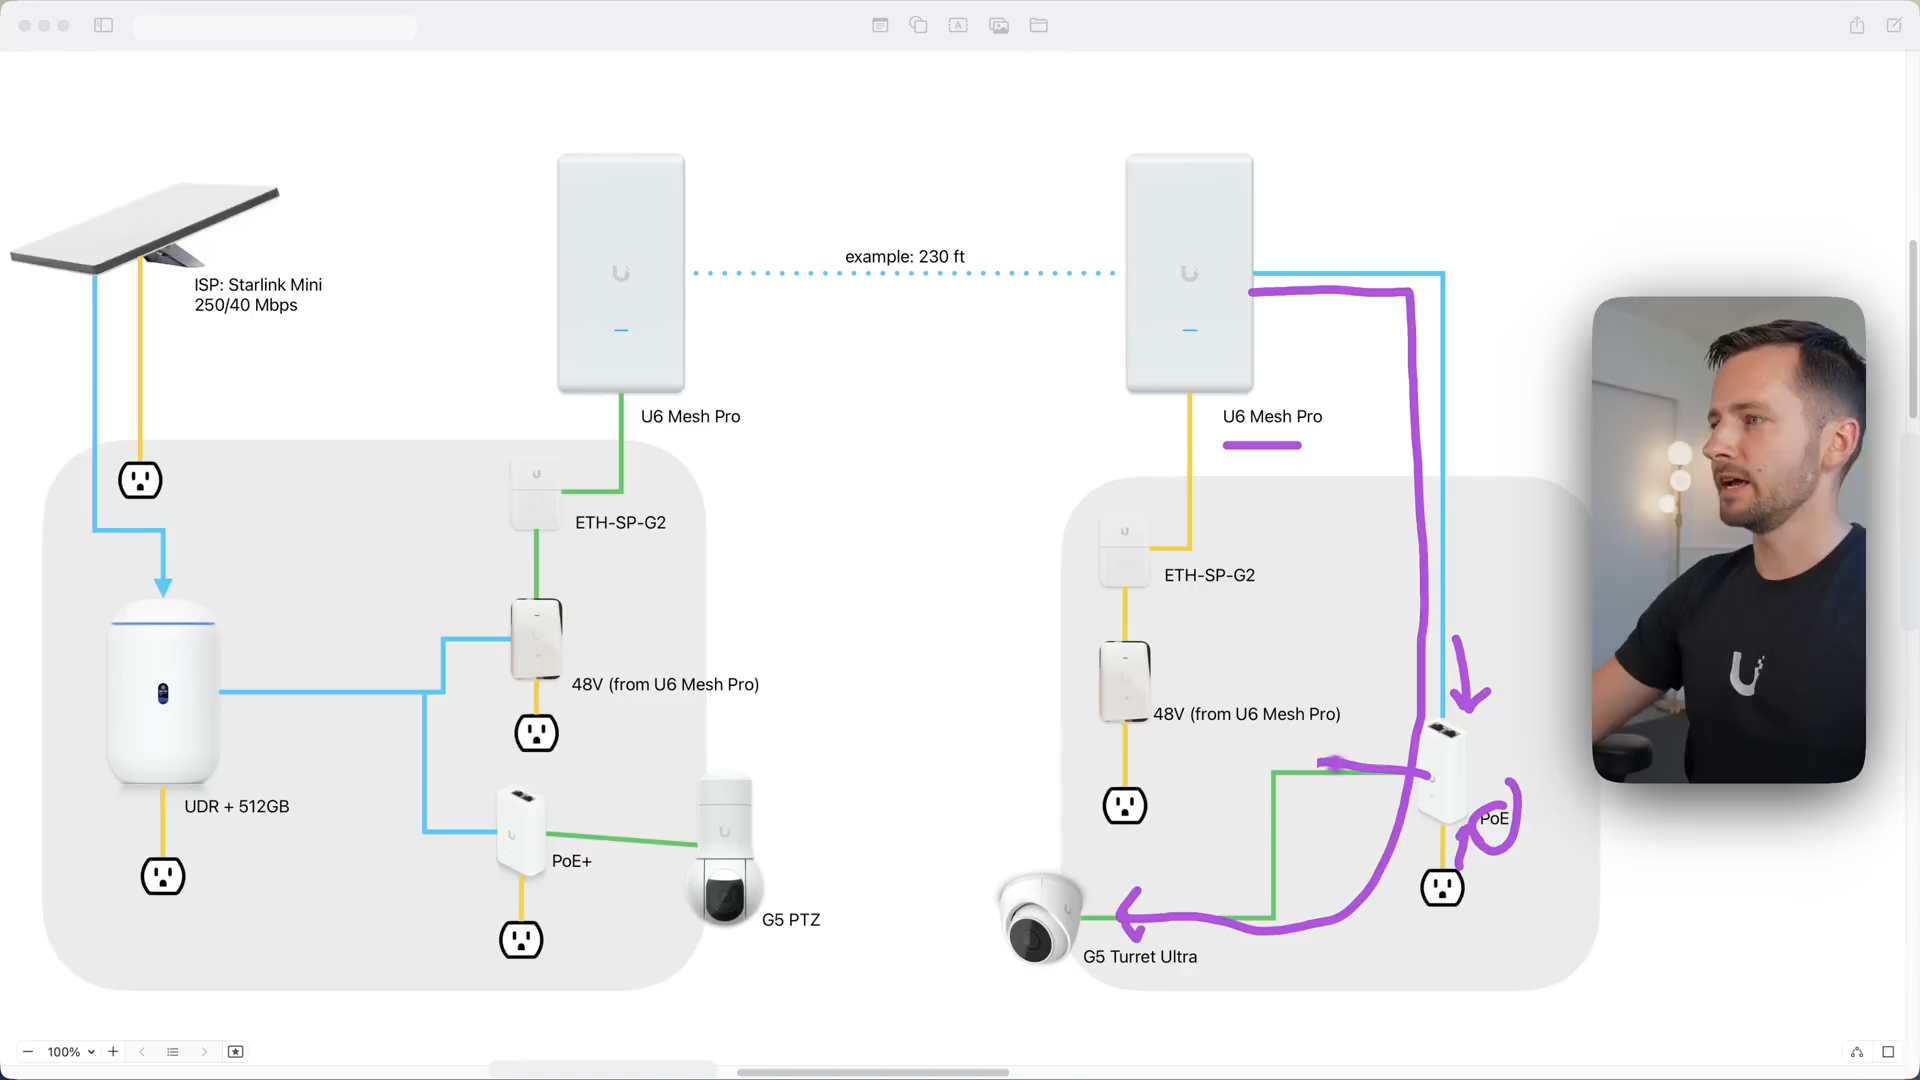 example: 230 ft
ISP: Starlink Mini
250/40 Mbps
U6 Mesh Pro
U6 Mesh Pro
ETH-SP-G2
ETH-SP-G2
48V (from U6 Mesh Pro)
48V (from U6 Mesh Pro)
UDR + 512GB
PoE
PoE+
G5 PTZ
G5 Turret Ultra
100%